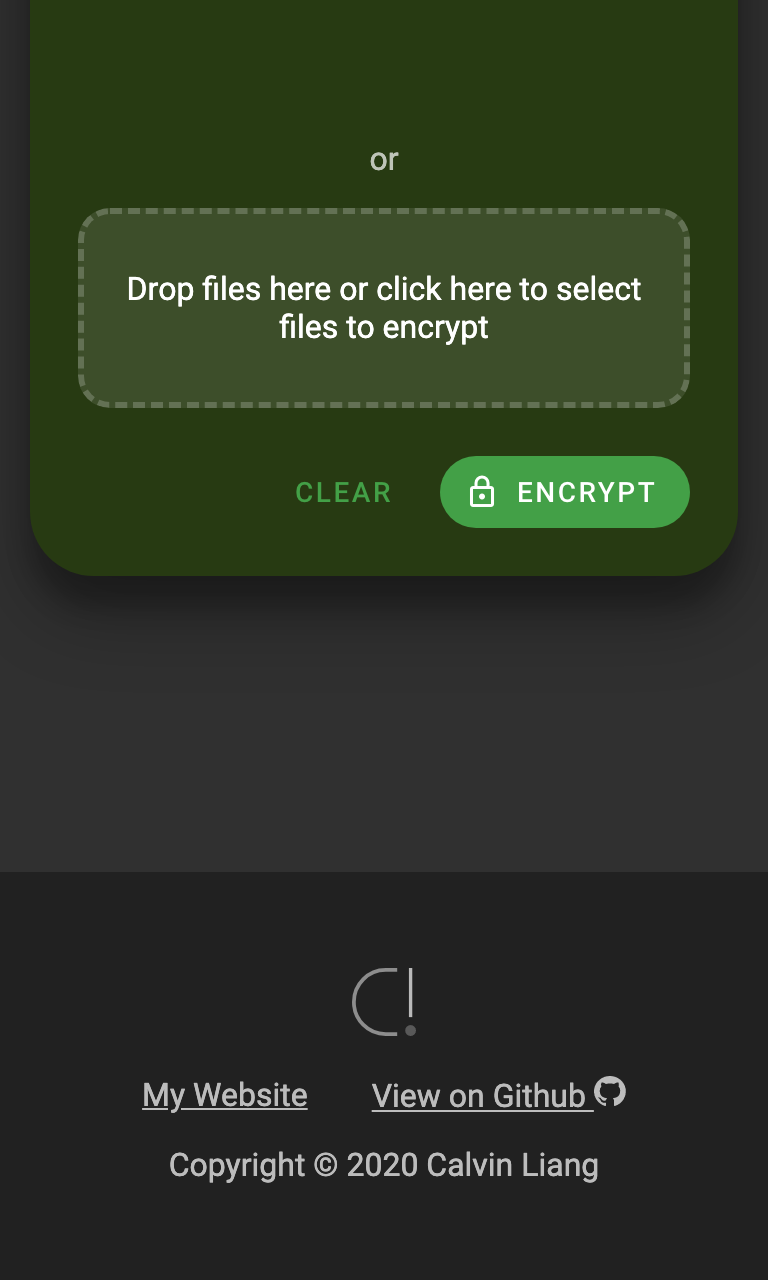 or
Drop files here or click here to select
files to encrypt
CLEAR
ENCRYPT
My Website
View on Github
Copyright © 2020 Calvin Liang